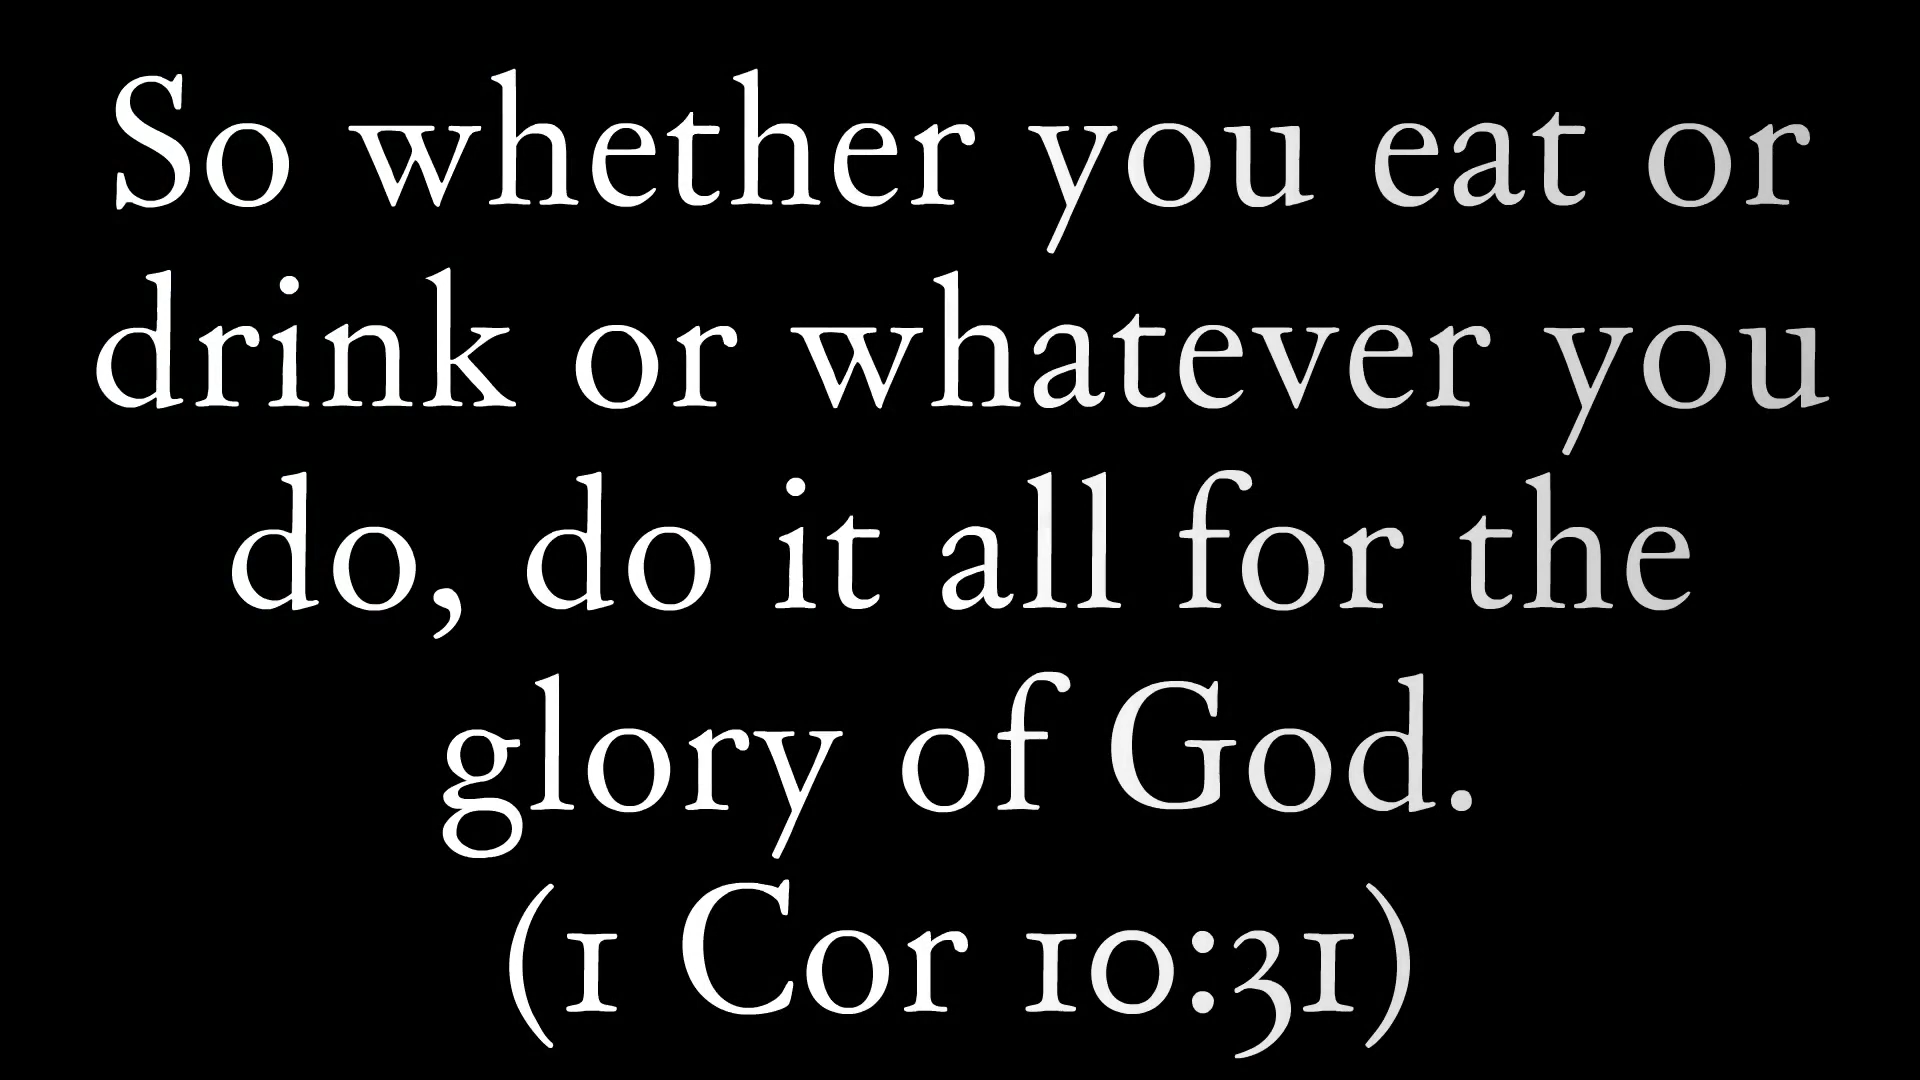 So whether you eat or
drink or whatever you
do, do it all for the
glory of God.
(1 Cor 10:31)